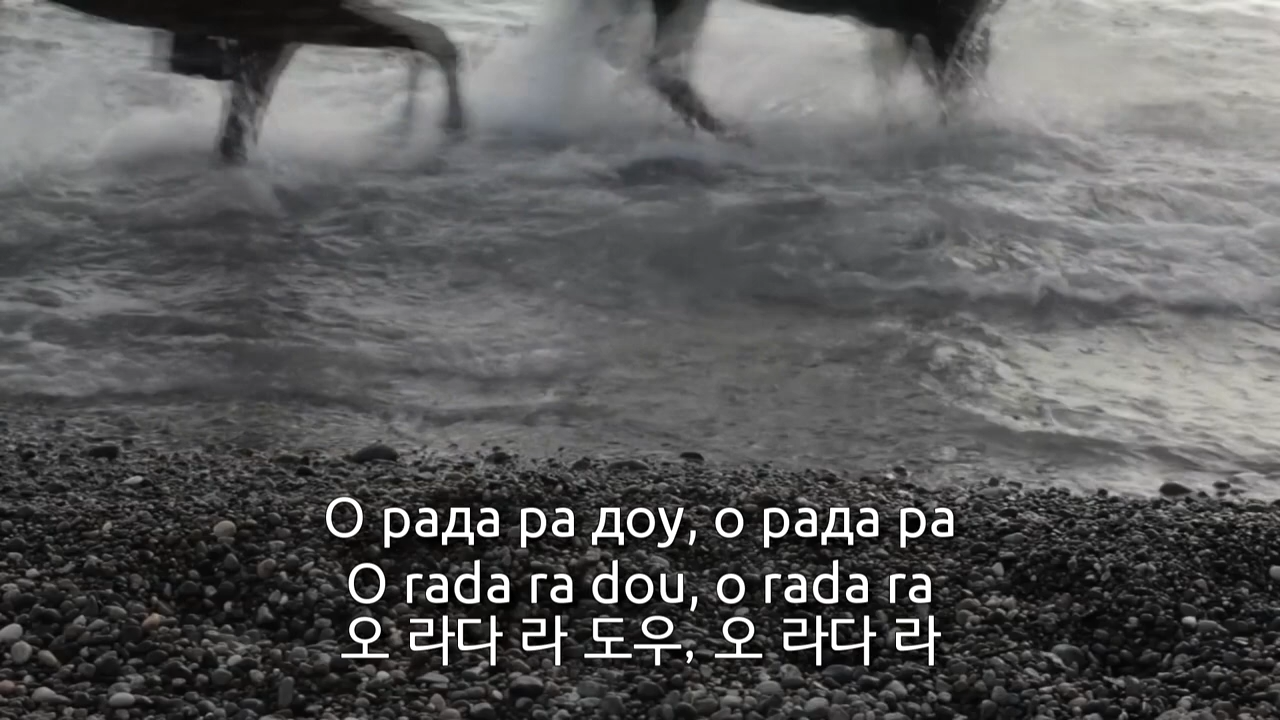 О рада ра доу, о рада ра
O rada ra dou, o rada ra
오 라다 라 도우, 오 라다 라